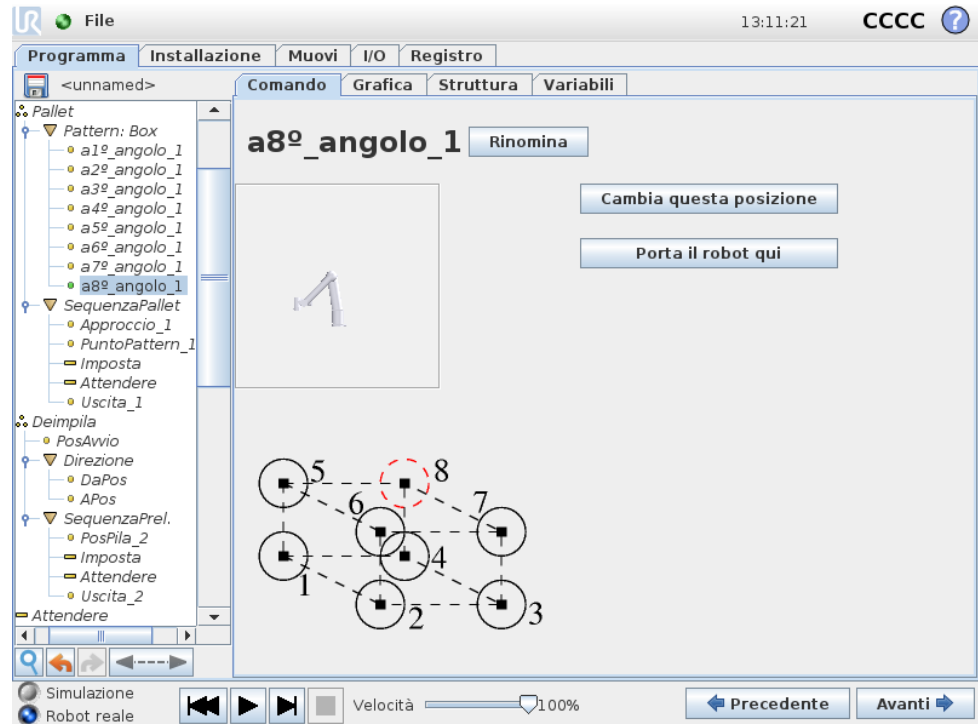 UR File 13:11:21 CCCC ?
Programma Installazione Muovi I/O Registro
<unnamed>
Comando Grafica Struttura Variabili
Pallet
Pattern: Box
a1º_angolo_1
a2º_angolo_1
a3º_angolo_1
a4º_angolo_1
a5º_angolo_1
a6º_angolo_1
a7º_angolo_1
a8º_angolo_1
SequenzaPallet
Approccio_1
PuntoPattern_1
Imposta
Attendere
Uscita_1
Deimpila
PosAvvio
Direzione
DaPos
APos
SequenzaPrel.
PosPila_2
Imposta
Attendere
Uscita_2
Attendere
a8º_angolo_1 Rinomina
Cambia questa posizione
Porta il robot qui
5 8
6 7
1 4
2 3
Simulazione
Robot reale
Velocità 100%
Precedente Avanti